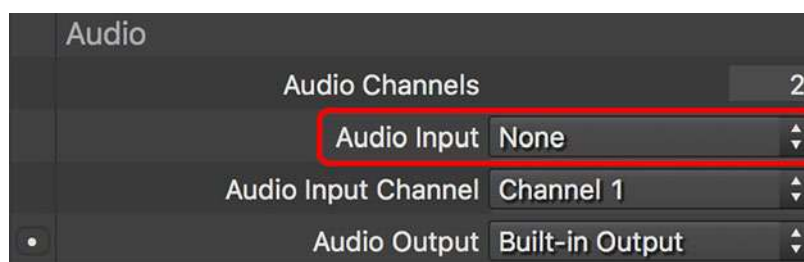 Audio
Audio Channels 2
Audio Input None
Audio Input Channel Channel 1
Audio Output Built-in Output